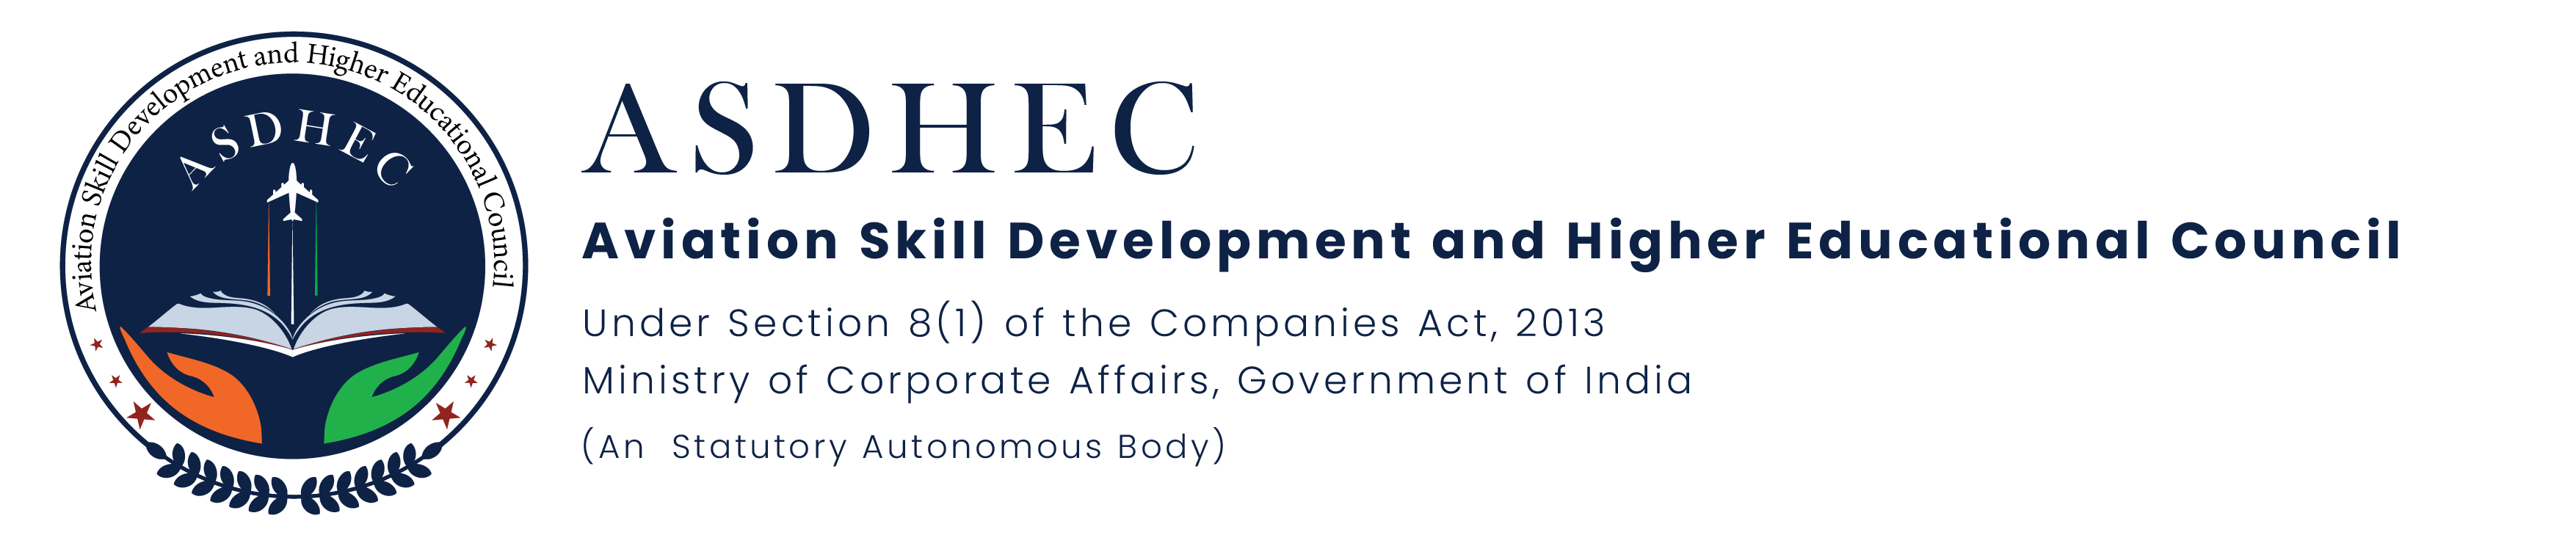 Aviation Skill Development and Higher Educational Council
ASDHEC
ASDHEC
Aviation Skill Development and Higher Educational Council
Under Section 8(1) of the Companies Act, 2013
Ministry of Corporate Affairs, Government of India
(An Statutory Autonomous Body)